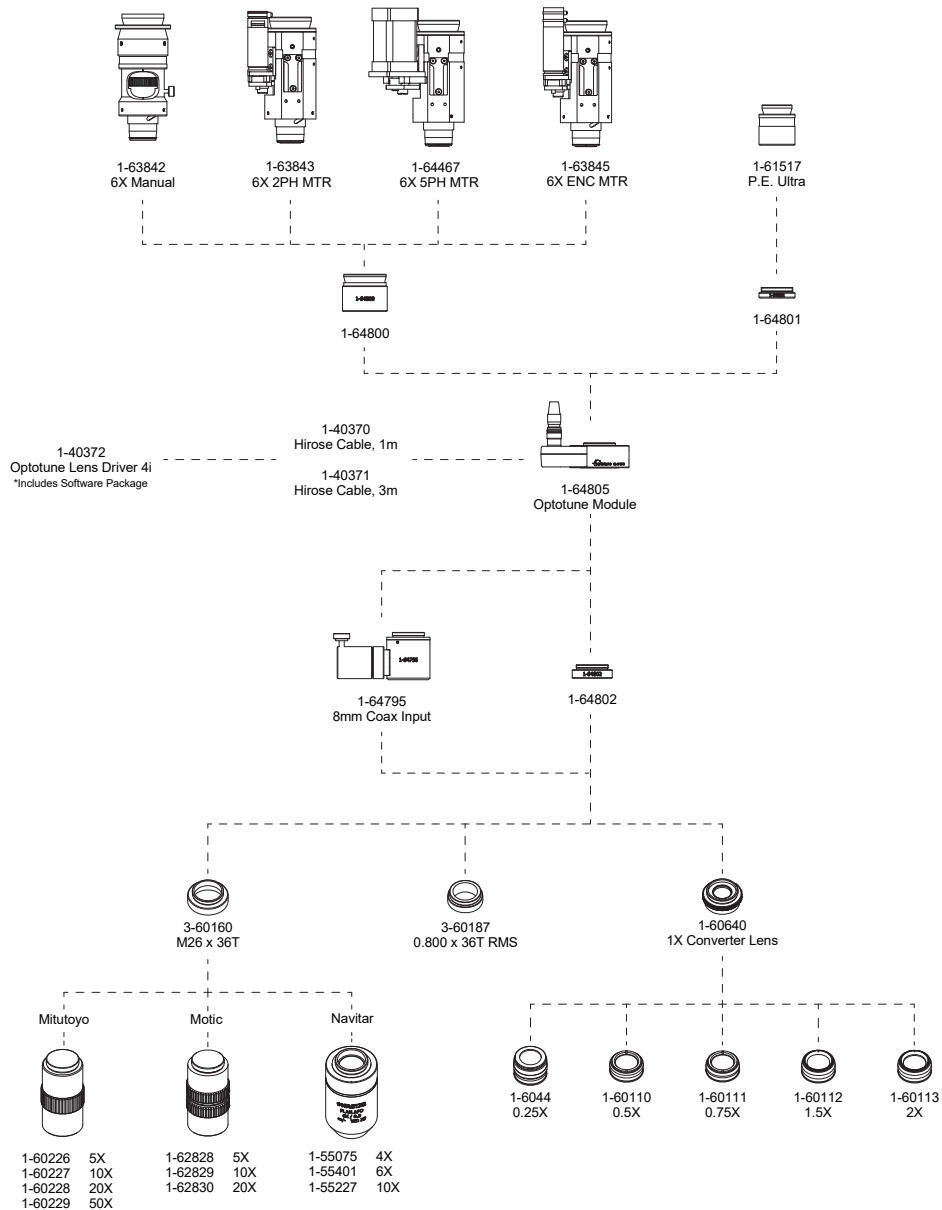 1-63842
6X Manual
1-63843
6X 2PH MTR
1-64467
6X 5PH MTR
1-63845
6X ENC MTR
1-61517
P.E. Ultra
1-64800
1-64801
1-40372
Optotune Lens Driver 4i
*Includes Software Package
1-40370
Hirose Cable, 1m
1-40371
Hirose Cable, 3m
1-64805
Optotune Module
1-64795
1-64795
8mm Coax Input
1-64802
1-64802
3-60160
M26 x 36T
3-60187
0.800 x 36T RMS
1-60640
1X Converter Lens
Mitutoyo
Motic
Navitar
1-60226 5X
1-60227 10X
1-60228 20X
1-60229 50X
1-62828 5X
1-62829 10X
1-62830 20X
1-55075 4X
1-55401 6X
1-55227 10X
1-6044
0.25X
1-60110
0.5X
1-60111
0.75X
1-60112
1.5X
1-60113
2X